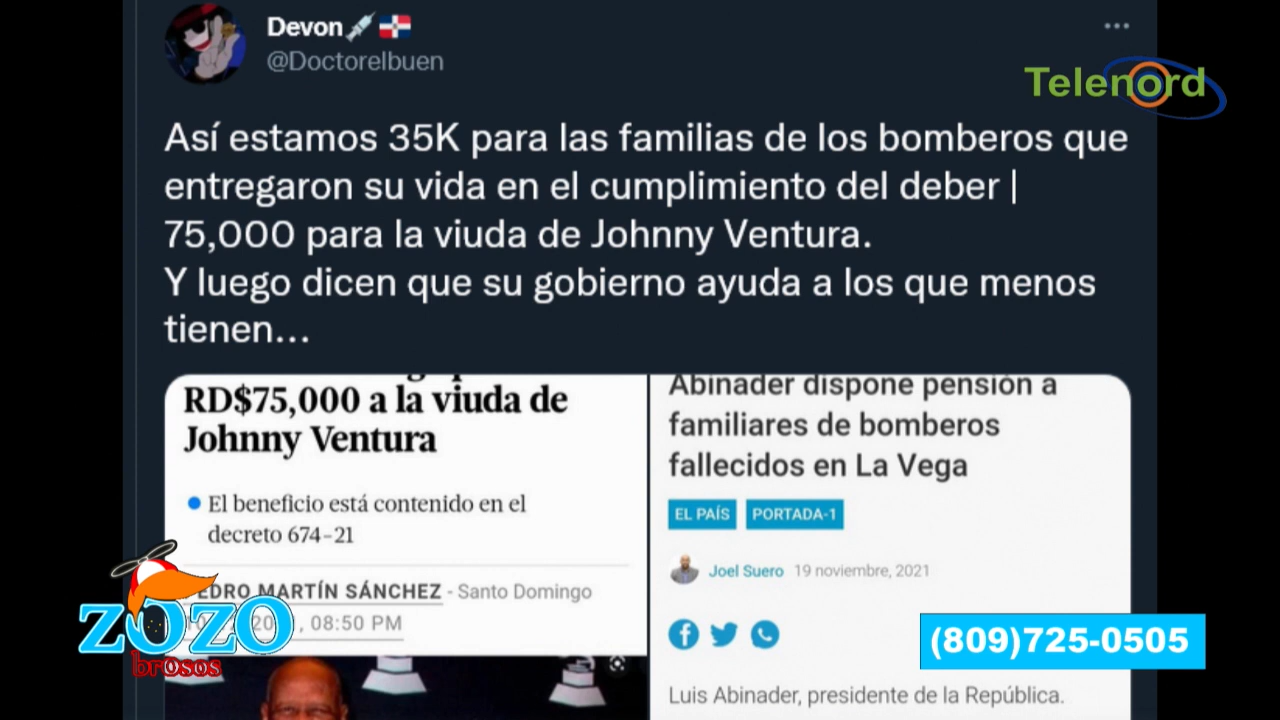 Devon
@Doctorelbuen
Telenord
Así estamos 35K para las familias de los bomberos que
entregaron su vida en el cumplimiento del deber |
75,000 para la viuda de Johnny Ventura.
Y luego dicen que su gobierno ayuda a los que menos
tienen...
RD$75,000 a la viuda de
Johnny Ventura
El beneficio está contenido en el
decreto 674-21
EDRO MARTÍN SÁNCHEZ - Santo Domingo
, 08:50 PM
Abinader dispone pensión a
familiares de bomberos
fallecidos en La Vega
EL PAÍS PORTADA-1
Joel Suero 19 noviembre, 2021
Luis Abinader, presidente de la República.
ZOZO
brosos
(809)725-0505